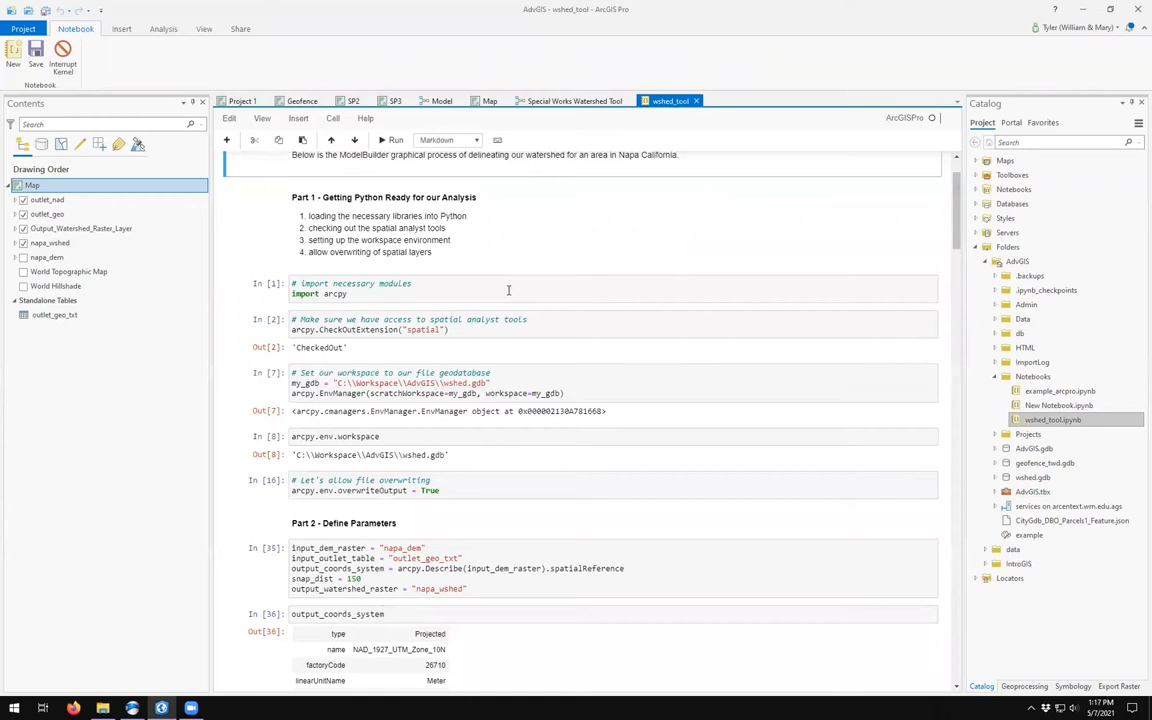 AdvGIS - wshed_tool - ArcGIS Pro
?
Project
Notebook
Insert
Analysis
View
Share
Tyler (William & Mary)
New
Save
Interrupt
Kernel
Notebook
Contents
Search
Drawing Order
Map
outlet_nad
outlet_geo
Output_Watershed_Raster_Layer
napa_wshed
napa_dem
World Topographic Map
World Hillshade
Standalone Tables
outlet_geo_txt
Project 1
Geofence
SP2
SP3
Model
Map
Special Works Watershed Tool
wshed_tool
Edit
View
Insert
Cell
Help
ArcGISPro
Run
Markdown
Below is the ModelBuilder graphical process of delineating our watershed for an area in Napa California.
Part 1 - Getting Python Ready for our Analysis
1. loading the necessary libraries into Python
2. checking out the spatial analyst tools
3. setting up the workspace environment
4. allow overwriting of spatial layers
In [1]:
# import necessary modules
import arcpy
In [2]:
# Make sure we have access to spatial analyst tools
arcpy.CheckOutExtension("spatial")
Out[2]:
'CheckedOut'
In [7]:
# Set our workspace to our file geodatabase
my_gdb = "C:\\Workspace\\AdvGIS\\wshed.gdb"
arcpy.EnvManager(scratchWorkspace=my_gdb, workspace=my_gdb)
Out[7]:
<arcpy.cmanagers.EnvManager.EnvManager object at 0x000002130A781668>
In [8]:
arcpy.env.workspace
Out[8]:
'C:\\Workspace\\AdvGIS\\wshed.gdb'
In [16]:
# Let's allow file overwriting
arcpy.env.overwriteOutput = True
Part 2 - Define Parameters
In [35]:
input_dem_raster = "napa_dem"
input_outlet_table = "outlet_geo_txt"
output_coords_system = arcpy.Describe(input_dem_raster).spatialReference
snap_dist = 150
output_watershed_raster = "napa_wshed"
In [36]:
output_coords_system
Out[36]:
type Projected
name NAD_1927_UTM_Zone_10N
factoryCode 26710
linearUnitName Meter
Catalog
Project
Portal
Favorites
Search
Maps
Toolboxes
Notebooks
Databases
Styles
Servers
Folders
AdvGIS
.backups
.ipynb_checkpoints
Admin
Data
db
HTML
ImportLog
Notebooks
example_arcpro.ipynb
New Notebook.ipynb
wshed_tool.ipynb
Projects
AdvGIS.gdb
geofence_twd.gdb
wshed.gdb
AdvGIS.tbx
services on arcentext.wm.edu.ags
CityGdb_DBO_Parcels1_Feature.json
example
data
IntroGIS
Locators
Catalog
Geoprocessing
Symbology
Export Raster
1:17 PM
5/7/2021